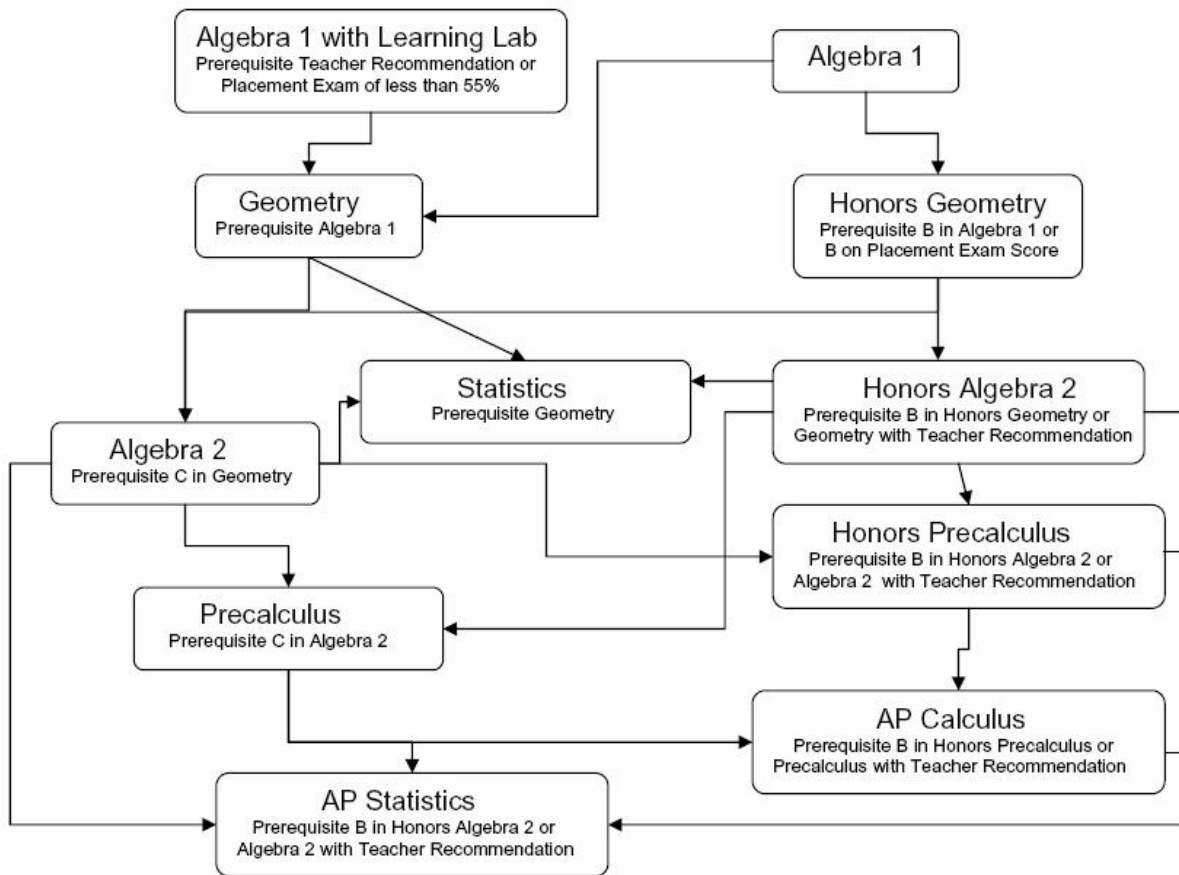 Algebra 1 with Learning Lab
Prerequisite Teacher Recommendation or
Placement Exam of less than 55%
Algebra 1
Geometry
Prerequisite Algebra 1
Honors Geometry
Prerequisite B in Algebra 1 or
B on Placement Exam Score
Statistics
Prerequisite Geometry
Honors Algebra 2
Prerequisite B in Honors Geometry or
Geometry with Teacher Recommendation
Algebra 2
Prerequisite C in Geometry
Honors Precalculus
Prerequisite B in Honors Algebra 2 or
Algebra 2 with Teacher Recommendation
Precalculus
Prerequisite C in Algebra 2
AP Calculus
Prerequisite B in Honors Precalculus or
Precalculus with Teacher Recommendation
AP Statistics
Prerequisite B in Honors Algebra 2 or
Algebra 2 with Teacher Recommendation